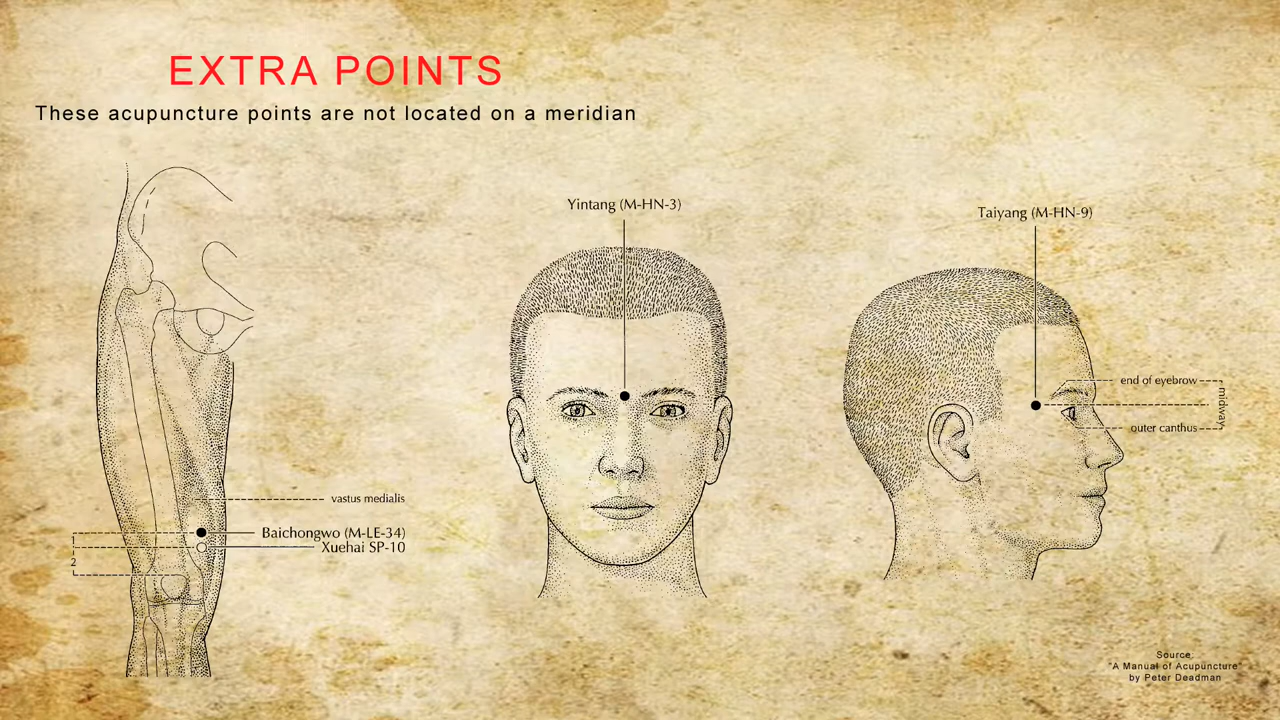 EXTRA POINTS
These acupuncture points are not located on a meridian
vastus medialis
Baichongwo (M-LE-34)
Xuehai SP-10
1
2
Yintang (M-HN-3)
Taiyang (M-HN-9)
end of eyebrow
midway
outer canthus
Source:
"A Manual of Acupuncture"
by Peter Deadman